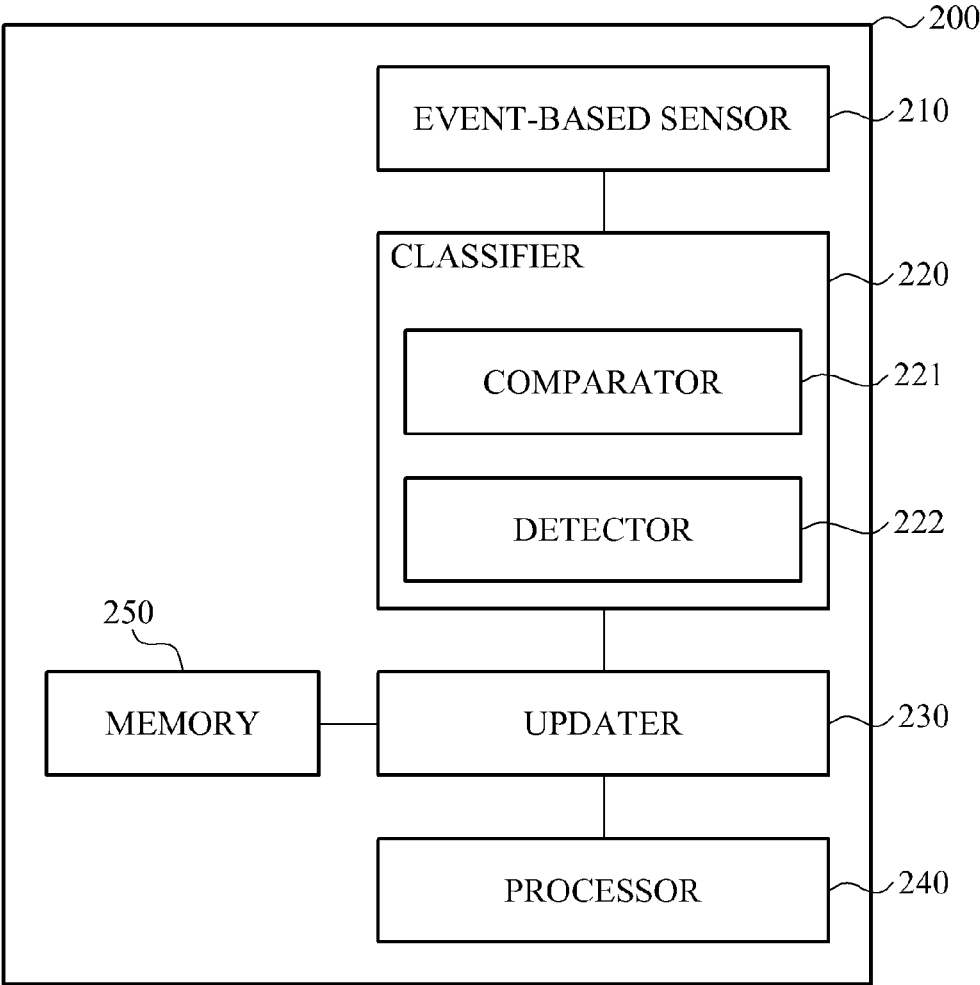 200
EVENT-BASED SENSOR
210
CLASSIFIER
220
COMPARATOR
221
DETECTOR
222
250
MEMORY
UPDATER
230
PROCESSOR
240